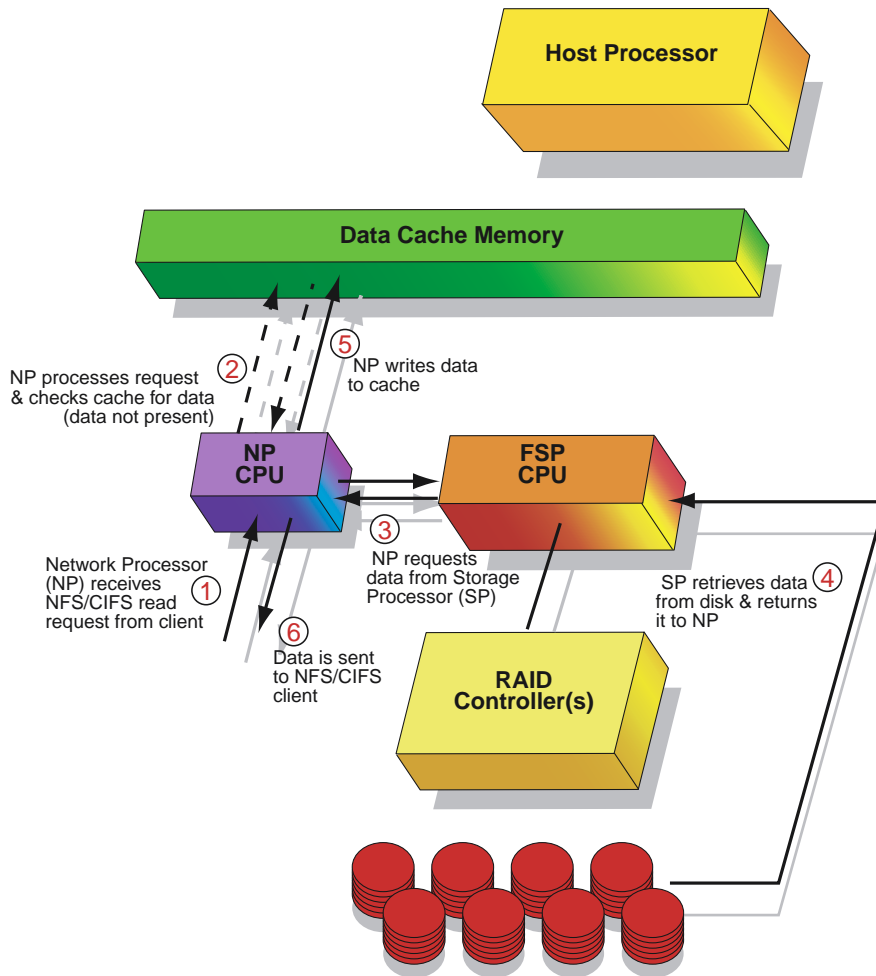 Host Processor
Data Cache Memory
2
NP processes request
& checks cache for data
(data not present)
5
NP writes data
to cache
NP
CPU
FSP
CPU
Network Processor
(NP) receives
NFS/CIFS read
request from client
1
3
NP requests
data from Storage
Processor (SP)
SP retrieves data
from disk & returns
it to NP
4
6
Data is sent
to NFS/CIFS
client
RAID
Controller(s)